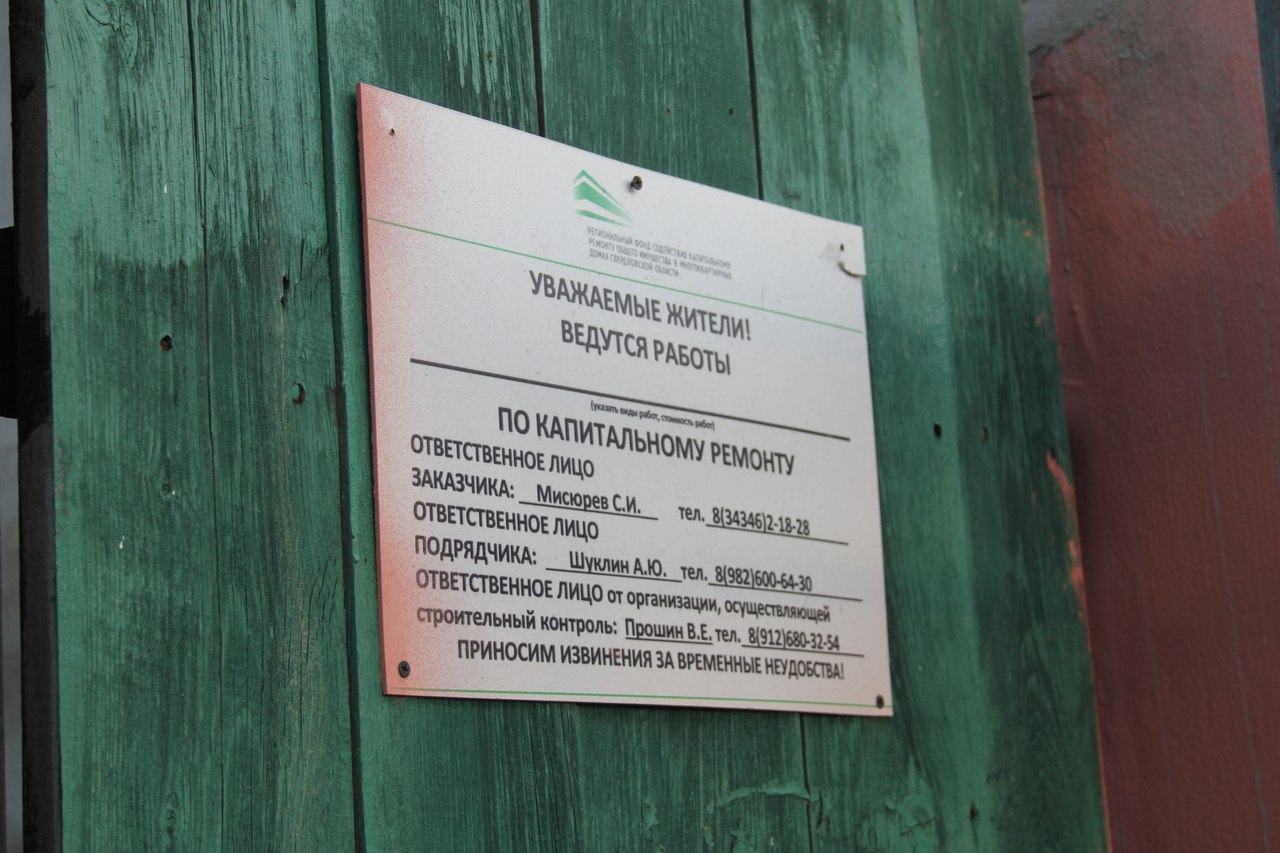 РЕГИОНАЛЬНЫЙ ФОНД СОДЕЙСТВИЯ КАПИТАЛЬНОМУ
РЕМОНТУ ОБЩЕГО ИМУЩЕСТВА В МНОГОКВАРТИРНЫХ
ДОМАХ СВЕРДЛОВСКОЙ ОБЛАСТИ
УВАЖАЕМЫЕ ЖИТЕЛИ!
ВЕДУТСЯ РАБОТЫ
(указать виды работ, стоимость работ)
ПО КАПИТАЛЬНОМУ РЕМОНТУ
ОТВЕТСТВЕННОЕ ЛИЦО
ЗАКАЗЧИКА: Мисюрев С.И. тел. 8(34346)2-18-28
ОТВЕТСТВЕННОЕ ЛИЦО
ПОДРЯДЧИКА: Шуклин А.Ю. тел. 8(982)600-64-30
ОТВЕТСТВЕННОЕ ЛИЦО от организации, осуществляющей
строительный контроль: Прошин В.Е. тел. 8(912)680-32-54
ПРИНОСИМ ИЗВИНЕНИЯ ЗА ВРЕМЕННЫЕ НЕУДОБСТВА!